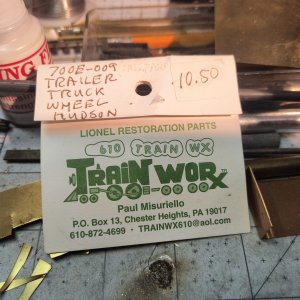 NG F
700E-009
TRAILER
TRUCK
WHEEL
HUDSON
10.50
LIONEL RESTORATION PARTS
610 TRAIN WX
TRAIN WORX
Paul Misuriello
P.O. Box 13, Chester Heights, PA 19017
610-872-4699 • TRAINWX610@aol.com